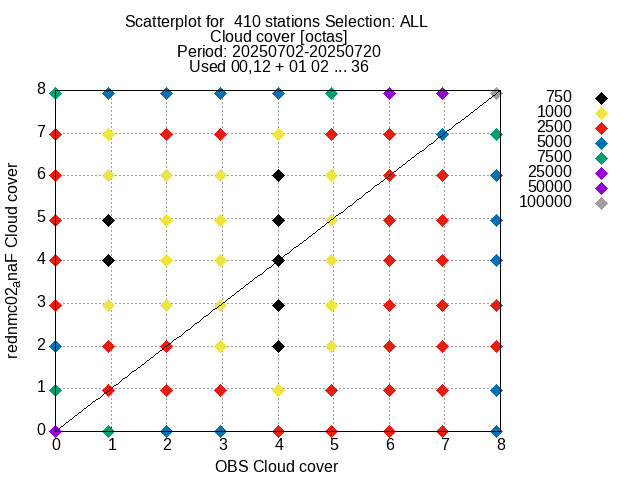 Scatterplot for  410 stations Selection: ALL
Cloud cover [octas]
Period: 20250702-20250720
Used 00,12 + 01 02 ... 36
8
7
6
5
4
3
2
1
0
0 1 2 3 4 5 6 7 8
rednmc02anaF Cloud cover
OBS Cloud cover
750
1000
2500
5000
7500
25000
50000
100000